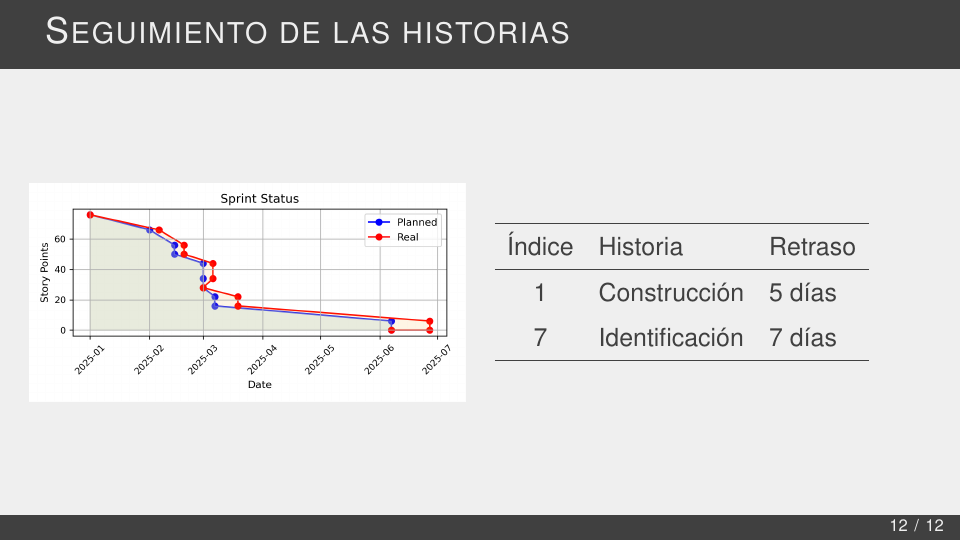 SEGUIMIENTO DE LAS HISTORIAS
Sprint Status
Planned
Real
Story Points
60
40
20
0
2025-01
2025-02
2025-03
2025-04
2025-05
2025-06
2025-07
Date
Índice Historia Retraso
1 Construcción 5 días
7 Identificación 7 días
12 / 12